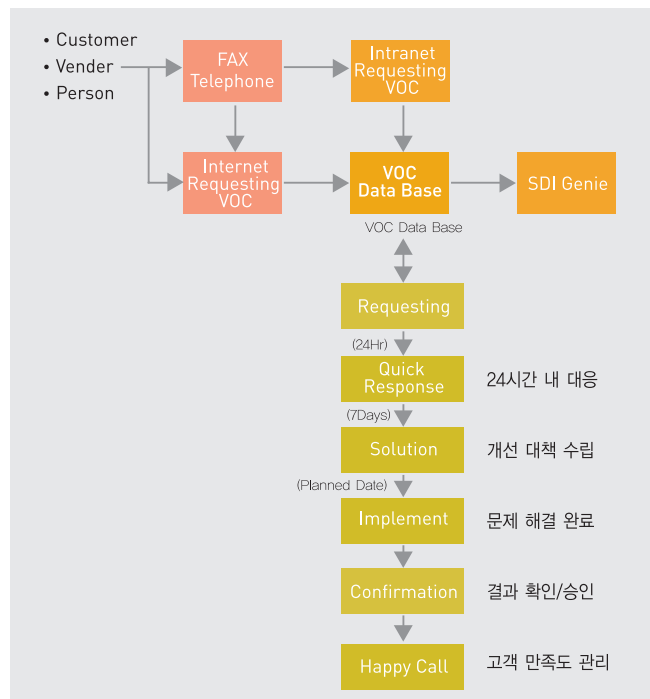 • Customer
• Vender
• Person
FAX
Telephone
Intranet
Requesting
VOC
Internet
Requesting
VOC
VOC
Data Base
SDI Genie
VOC Data Base
Requesting
(24Hr)
Quick
Response
24시간 내 대응
(7Days)
Solution
개선 대책 수립
(Planned Date)
Implement
문제 해결 완료
Confirmation
결과 확인/승인
Happy Call
고객 만족도 관리